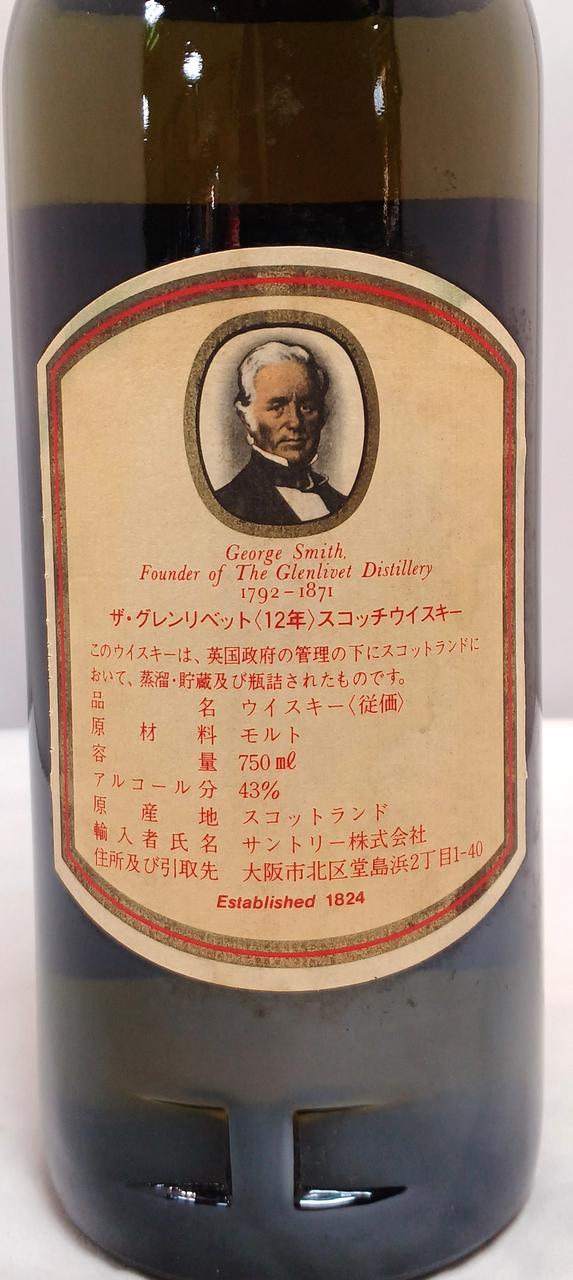 George Smith,
Founder of The Glenlivet Distillery
1792-1871
ザ・グレンリベット〈12年〉スコッチウイスキー
このウイスキーは、英国政府の管理の下にスコットランドに
おいて、蒸溜・貯蔵及び瓶詰されたものです。
品名 ウイスキー〈従価〉
原材料 モルト
容量 750㎖
アルコール分 43%
原産地 スコットランド
輸入者氏名 サントリー株式会社
住所及び引取先 大阪市北区堂島浜2丁目1-40
Established 1824